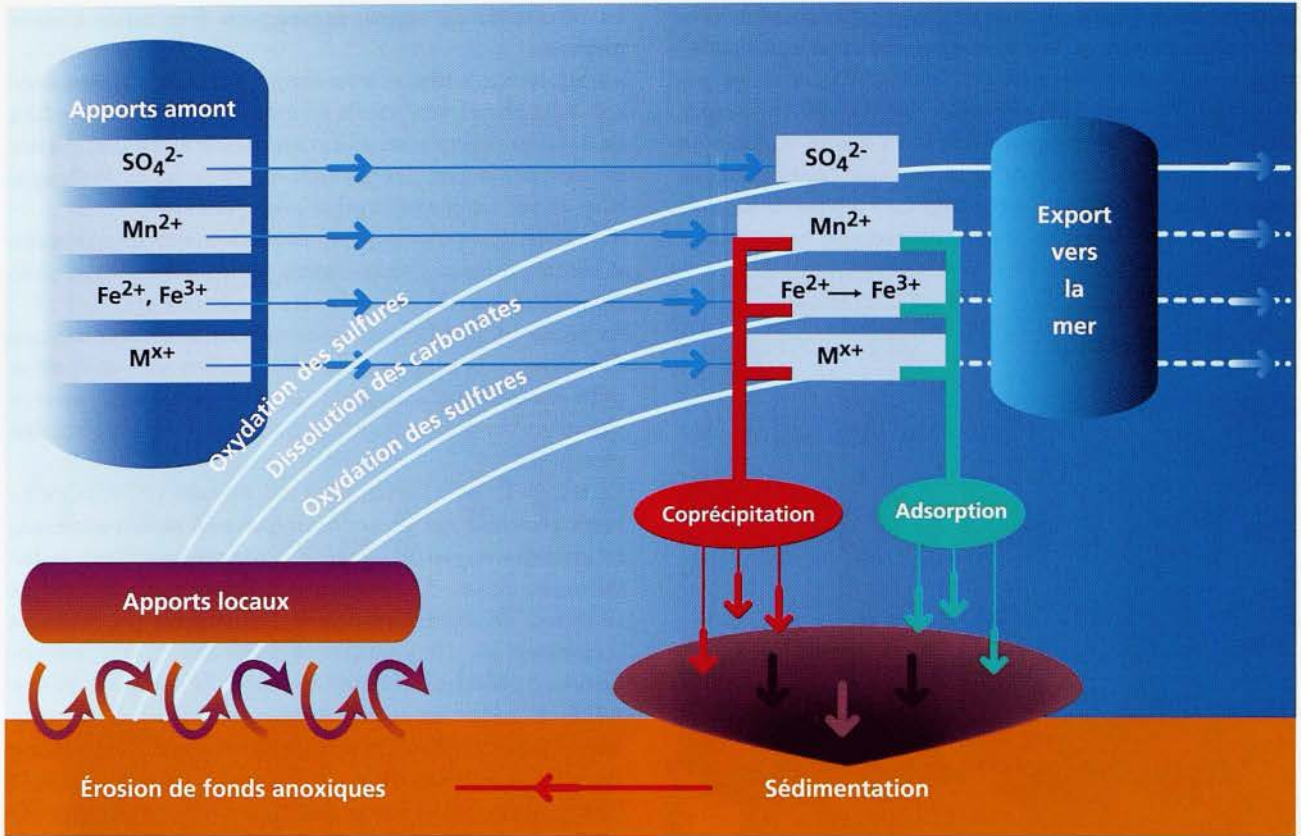 Apports amont
SO₄²⁻
Mn²⁺
Fe²⁺, Fe³⁺
Mˣ⁺
SO₄²⁻
Mn²⁺
Fe²⁺ → Fe³⁺
Mˣ⁺
Export
vers
la
mer
Oxydation des sulfures
Dissolution des carbonates
Oxydation des sulfures
Coprécipitation
Adsorption
Apports locaux
Érosion de fonds anoxiques
Sédimentation